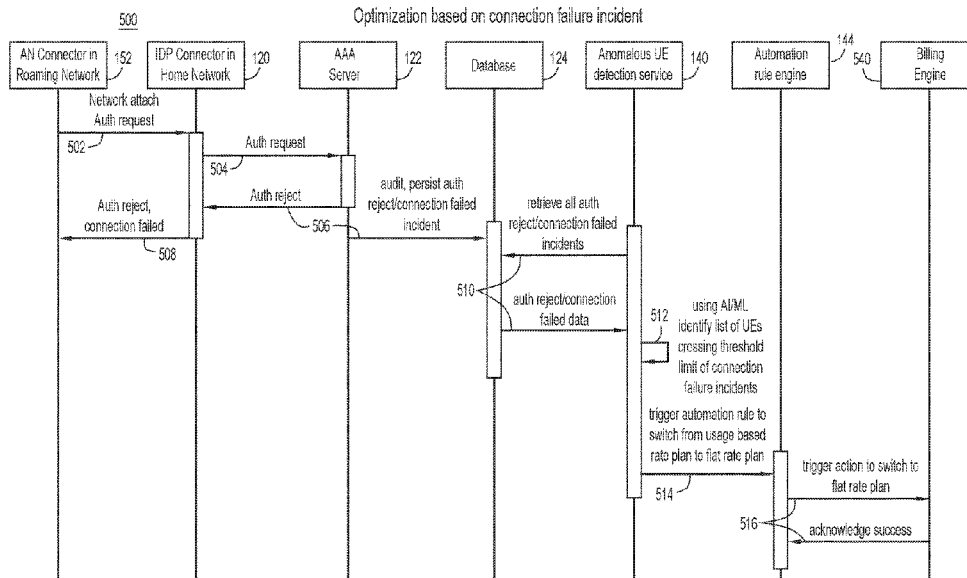 Optimization based on connection failure incident
500
AN Connector in
Roaming Network
152
IDP Connector in
Home Network
120
AAA
Server
122
Database
124
Anomalous UE
detection service
140
Automation
rule engine
144
Billing
Engine
540
Network attach
Auth request
502
Auth request
504
Auth reject
506
audit, persist auth
reject/connection failed
incident
Auth reject,
connection failed
508
retrieve all auth
reject/connection failed
incidents
510
auth reject/connection
failed data
512
using AI/ML
identify list of UEs
crossing threshold
limit of connection
failure incidents
trigger automation rule to
switch from usage based
rate plan to flat rate plan
514
trigger action to switch to
flat rate plan
516
acknowledge success